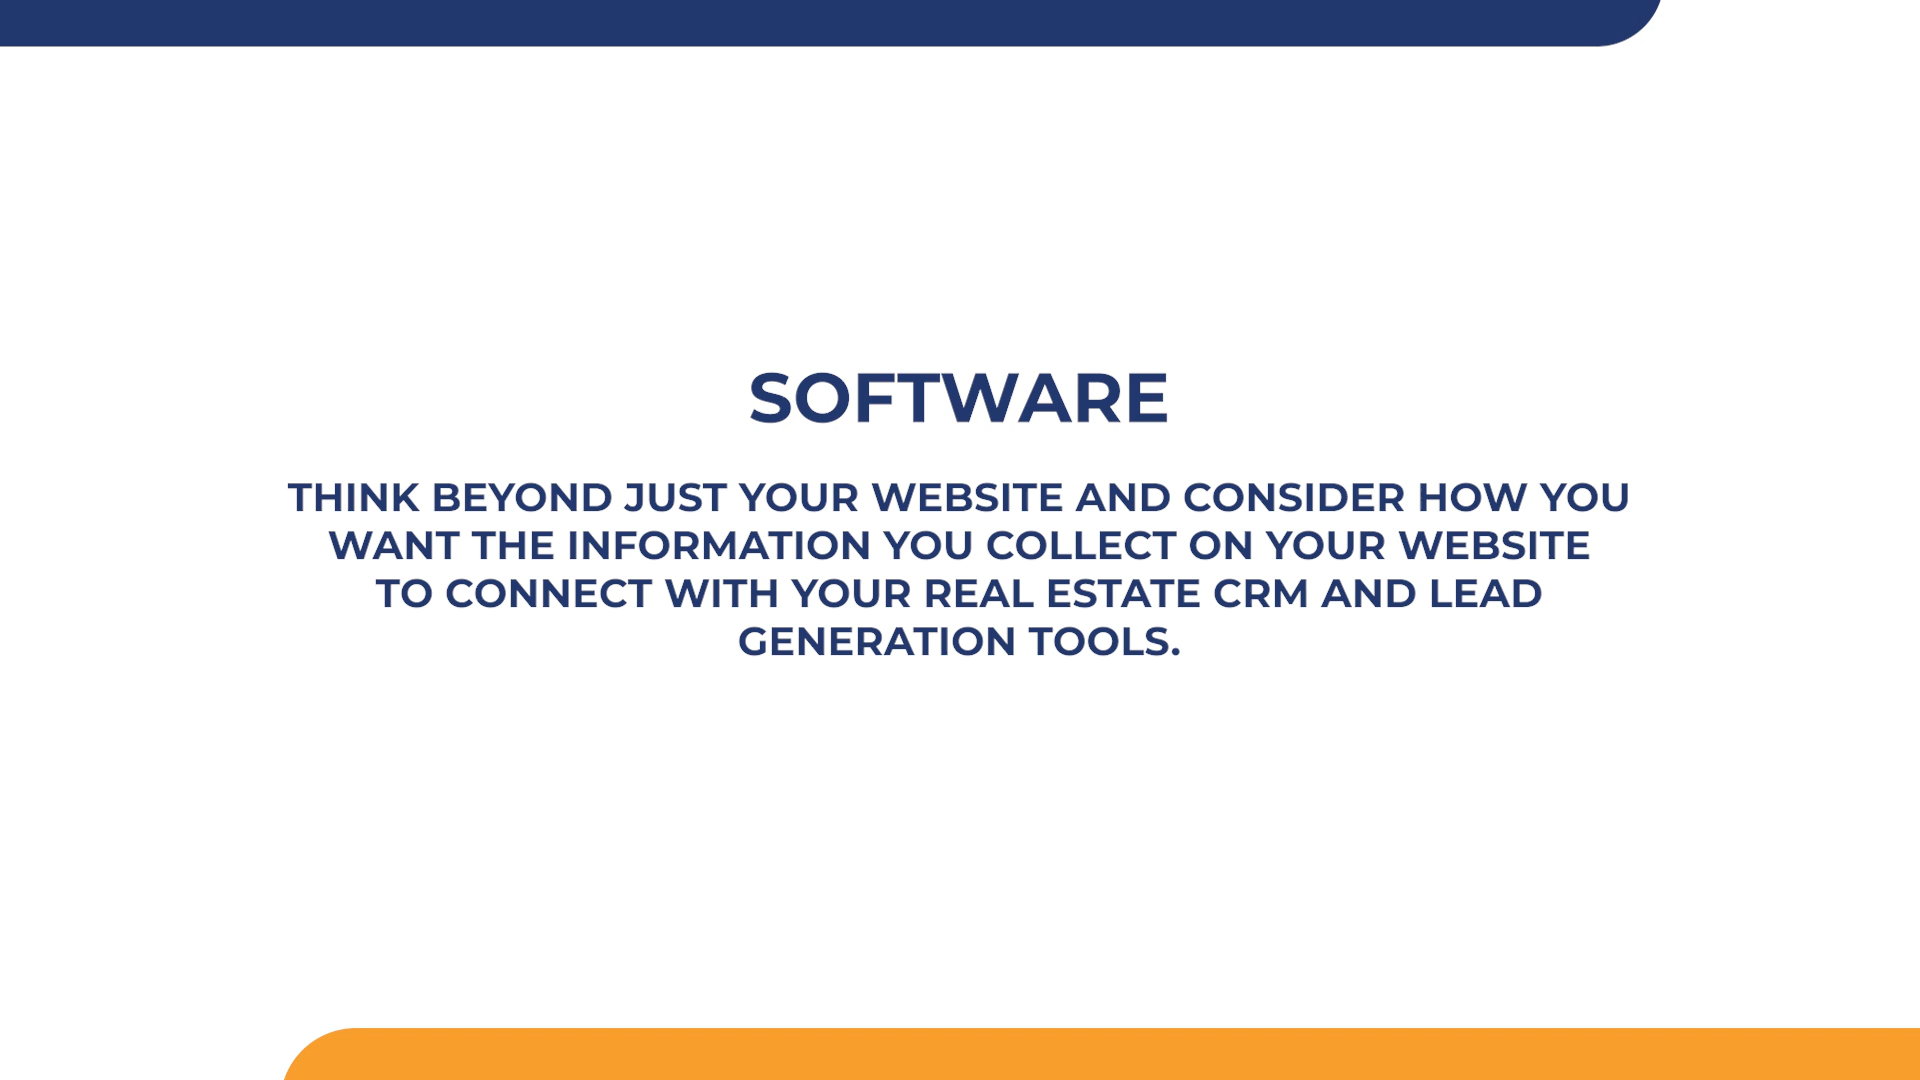 SOFTWARE
THINK BEYOND JUST YOUR WEBSITE AND CONSIDER HOW YOU
WANT THE INFORMATION YOU COLLECT ON YOUR WEBSITE
TO CONNECT WITH YOUR REAL ESTATE CRM AND LEAD
GENERATION TOOLS.